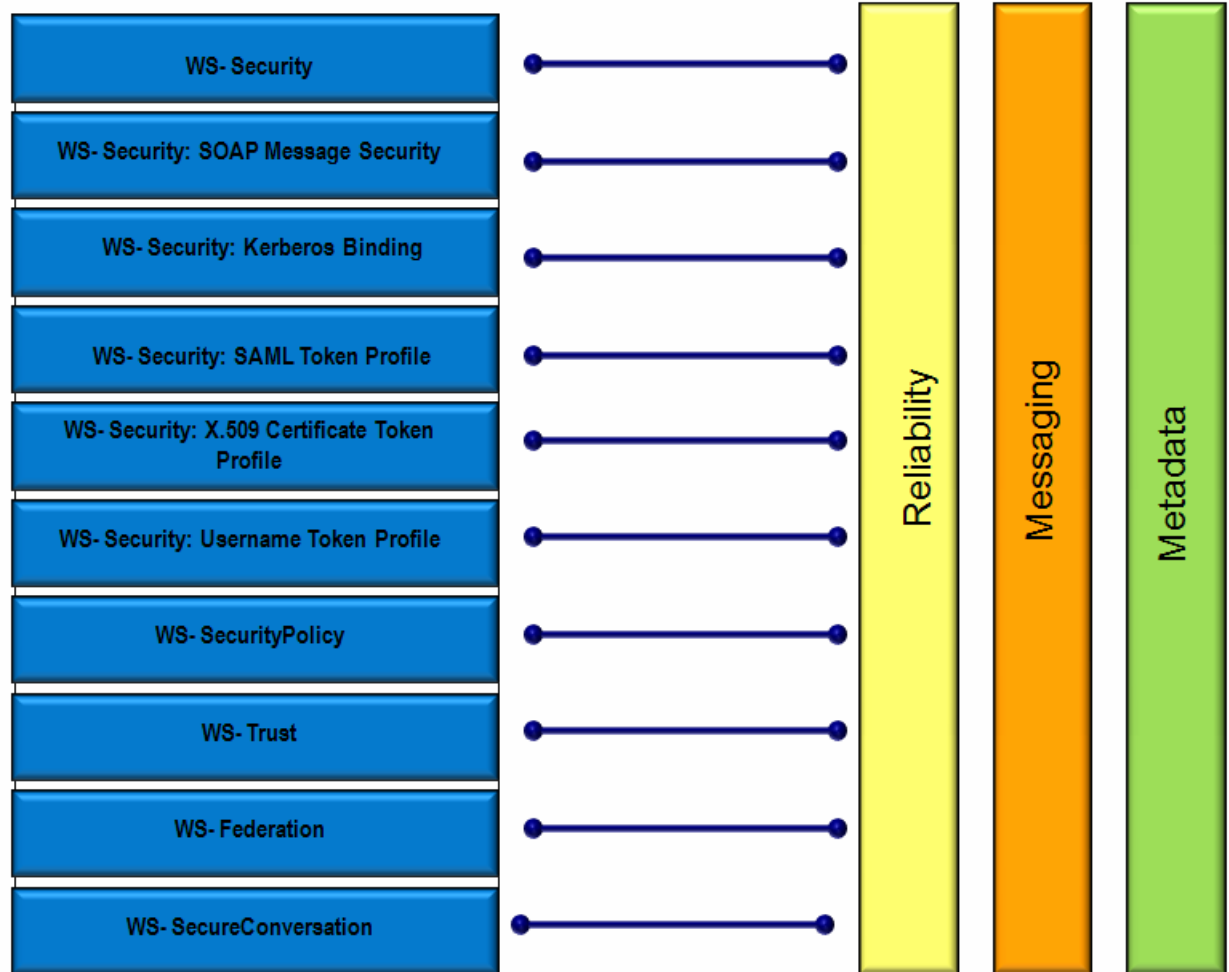 WS- Security
WS- Security: SOAP Message Security
WS- Security: Kerberos Binding
WS- Security: SAML Token Profile
WS- Security: X.509 Certificate Token
Profile
WS- Security: Username Token Profile
WS- SecurityPolicy
WS- Trust
WS- Federation
WS- SecureConversation
Reliability
Messaging
Metadata